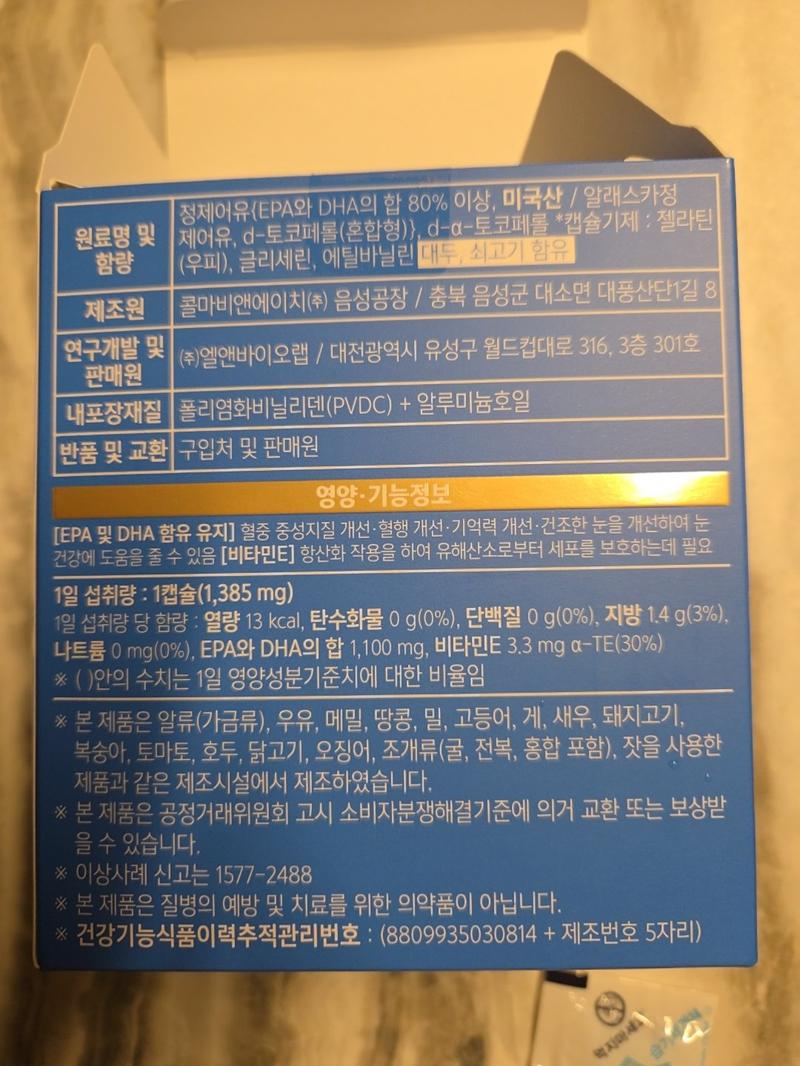 원료명 및 함량
정제어유{EPA와 DHA의 합 80% 이상, 미국산 / 알래스카정
제어유, d-토코페롤(혼합형)}, d-α-토코페롤 *캡슐기제 : 젤라틴
(우피), 글리세린, 에틸바닐린 대두, 쇠고기 함유
제조원 콜마비앤에이치(주) 음성공장 / 충북 음성군 대소면 대풍산단1길 8
연구개발 및 판매원
(주)엘앤바이오랩 / 대전광역시 유성구 월드컵대로 316, 3층 301호
내포장재질 폴리염화비닐리덴(PVDC) + 알루미늄호일
반품 및 교환 구입처 및 판매원
영양·기능정보
[EPA 및 DHA 함유 유지] 혈중 중성지질 개선·혈행 개선·기억력 개선·건조한 눈을 개선하여 눈
건강에 도움을 줄 수 있음 [비타민E] 항산화 작용을 하여 유해산소로부터 세포를 보호하는데 필요
1일 섭취량 : 1캡슐(1,385 mg)
1일 섭취량 당 함량 : 열량 13 kcal, 탄수화물 0 g(0%), 단백질 0 g(0%), 지방 1.4 g(3%),
나트륨 0 mg(0%), EPA와 DHA의 합 1,100 mg, 비타민E 3.3 mg α-TE(30%)
※ ( )안의 수치는 1일 영양성분기준치에 대한 비율임
※ 본 제품은 알류(가금류), 우유, 메밀, 땅콩, 밀, 고등어, 게, 새우, 돼지고기,
복숭아, 토마토, 호두, 닭고기, 오징어, 조개류(굴, 전복, 홍합 포함), 잣을 사용한
제품과 같은 제조시설에서 제조하였습니다.
※ 본 제품은 공정거래위원회 고시 소비자분쟁해결기준에 의거 교환 또는 보상받
을 수 있습니다.
※ 이상사례 신고는 1577-2488
※ 본 제품은 질병의 예방 및 치료를 위한 의약품이 아닙니다.
※ 건강기능식품이력추적관리번호 : (8809935030814 + 제조번호 5자리)